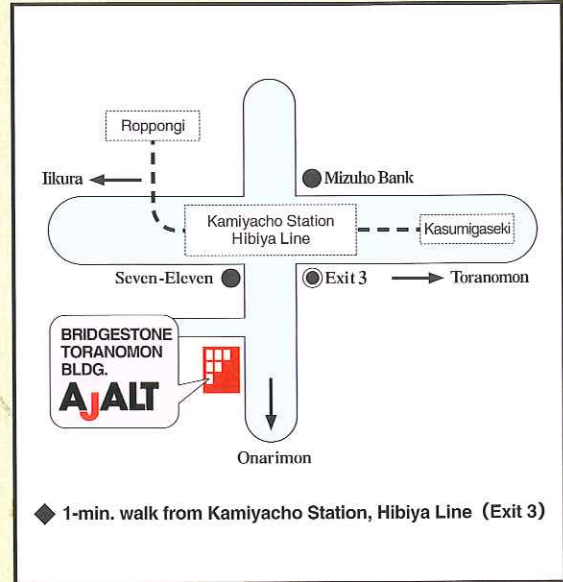 Roppongi
Iikura
Mizuho Bank
Kamiyacho Station
Hibiya Line
Kasumigaseki
Seven-Eleven
Exit 3
Toranomon
BRIDGESTONE
TORANOMON
BLDG.
AJALT
Onarimon
◆ 1-min. walk from Kamiyacho Station, Hibiya Line (Exit 3)